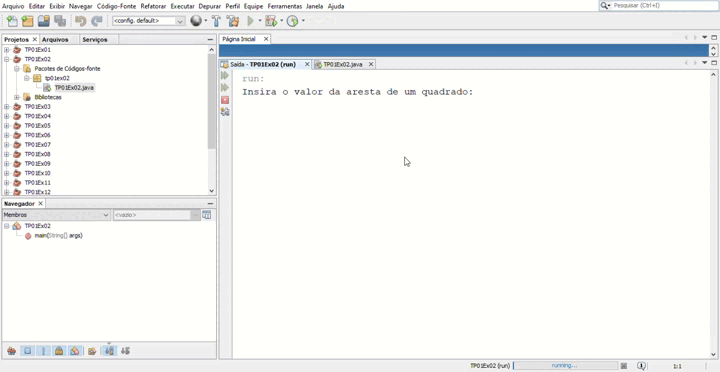 Arquivo Editar Exibir Navegar Código-Fonte Refatorar Executar Depurar Perfil Equipe Ferramentas Janela Ajuda
Pesquisar (Ctrl+I)
<config. default>
Projetos Arquivos Serviços
TP01Ex01
TP01Ex02
Pacotes de Códigos-fonte
tp01ex02
TP01Ex02.java
Bibliotecas
TP01Ex03
TP01Ex04
TP01Ex05
TP01Ex06
TP01Ex07
TP01Ex08
TP01Ex09
TP01Ex10
TP01Ex11
TP01Ex12
Navegador
Membros <vazio>
TP01Ex02
main(String[] args)
Página Inicial
Saída - TP01Ex02 (run) TP01Ex02.java
run:
Insira o valor da aresta de um quadrado:
TP01Ex02 (run) running... 1:1